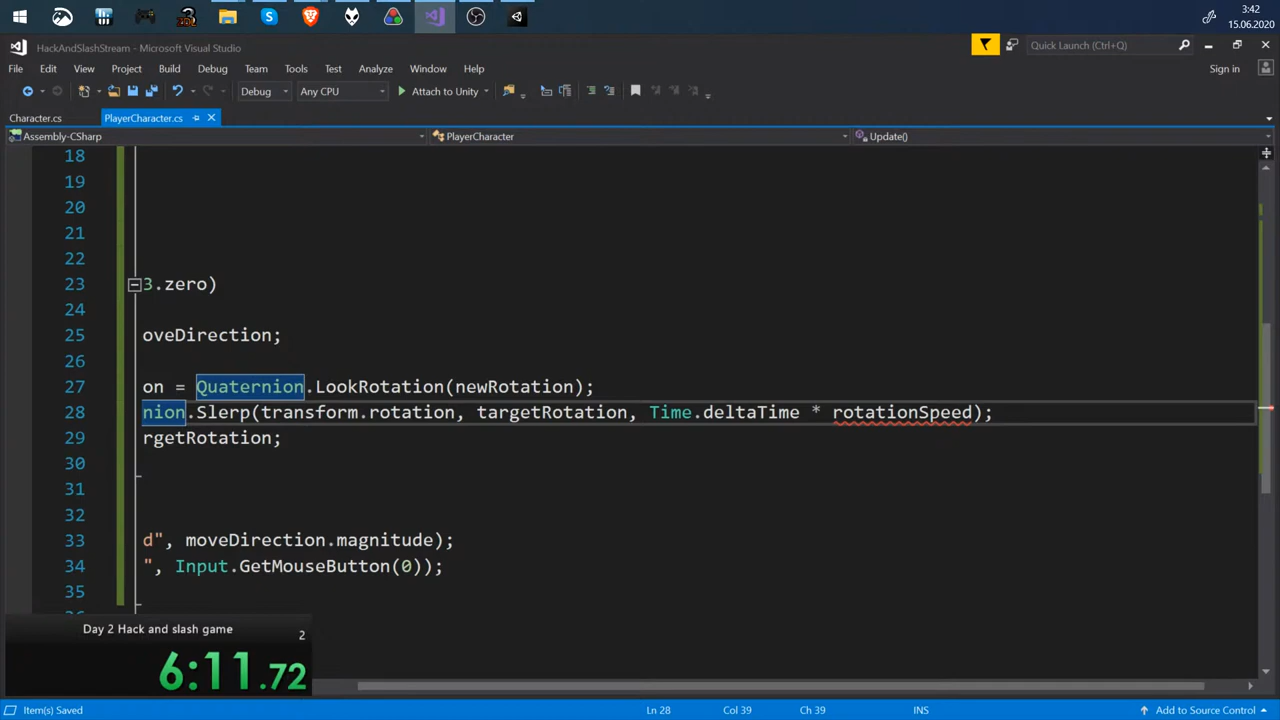 3:42
15.06.2020
HackAndSlashStream - Microsoft Visual Studio
Quick Launch (Ctrl+Q)
File Edit View Project Build Debug Team Tools Test Analyze Window Help
Sign in
Debug Any CPU Attach to Unity
Character.cs PlayerCharacter.cs
Assembly-CSharp PlayerCharacter Update()
18
19
20
21
22
23 3.zero)
24
25 oveDirection;
26
27 on = Quaternion.LookRotation(newRotation);
28 nion.Slerp(transform.rotation, targetRotation, Time.deltaTime * rotationSpeed);
29 rgetRotation;
30
31
32
33 d", moveDirection.magnitude);
34 ", Input.GetMouseButton(0));
35
Day 2 Hack and slash game
2
6:11.72
Item(s) Saved Ln 28 Col 39 Ch 39 INS Add to Source Control